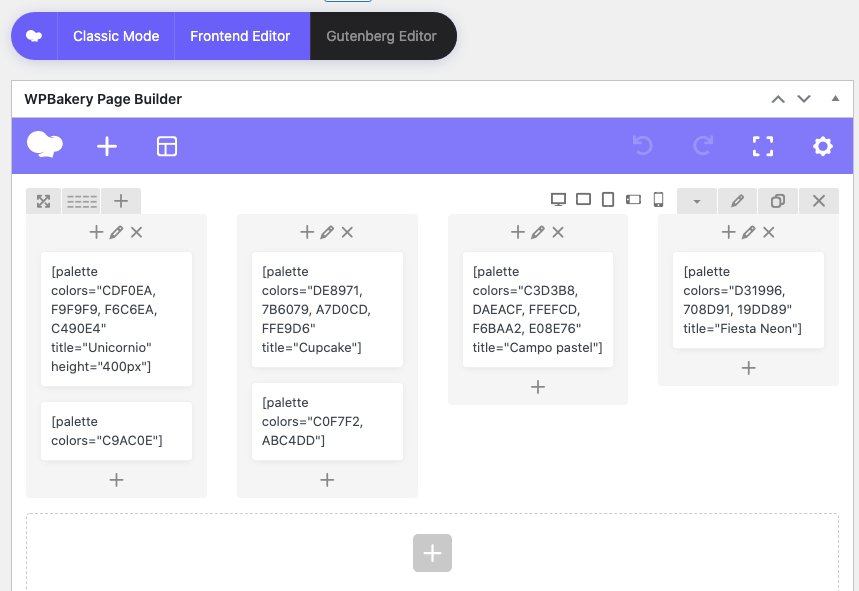 Classic Mode
Frontend Editor
Gutenberg Editor
WPBakery Page Builder
[palette
colors="CDF0EA,
F9F9F9, F6C6EA,
C490E4"
title="Unicornio"
height="400px"]
[palette
colors="C9AC0E"]
[palette
colors="DE8971,
7B6079, A7D0CD,
FFE9D6"
title="Cupcake"]
[palette
colors="C0F7F2,
ABC4DD"]
[palette
colors="C3D3B8,
DAEACF, FFEFCD,
F6BAA2, E08E76"
title="Campo pastel"]
[palette
colors="D31996,
708D91, 19DD89"
title="Fiesta Neon"]